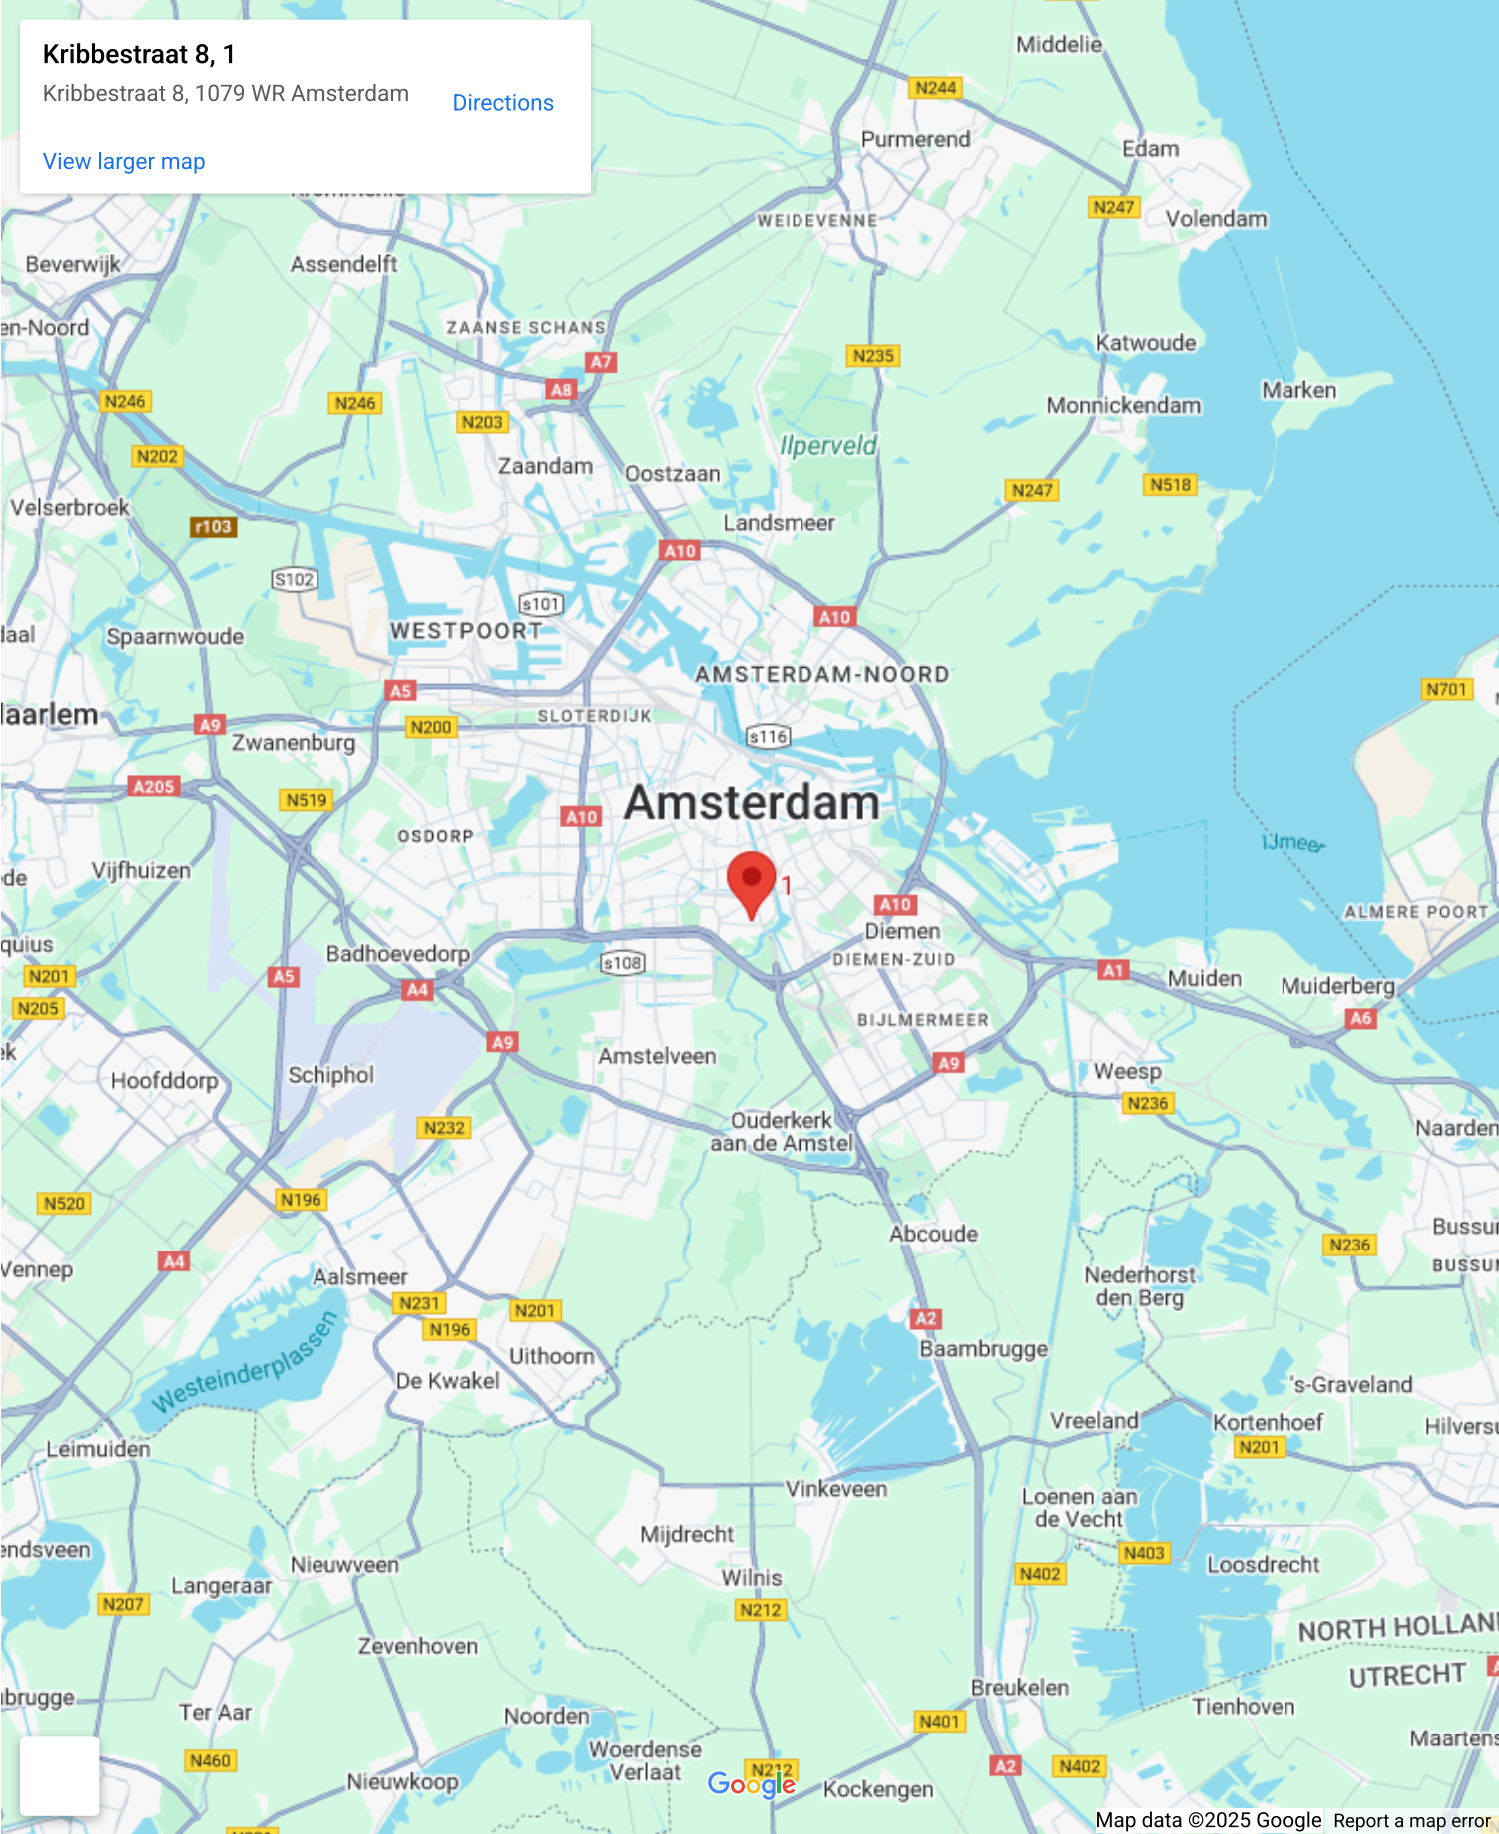 Kribbestraat 8, 1
Kribbestraat 8, 1079 WR Amsterdam
Directions
View larger map
Middelie
N244
Purmerend
Edam
N247
WEIDEVENNE
Volendam
Beverwijk
Assendelft
en-Noord
ZAANSE SCHANS
A7
N235
Katwoude
A8
Marken
N246
N246
N203
Monnickendam
Ilperveld
N202
Zaandam
Oostzaan
N247
N518
Velserbroek
r103
Landsmeer
A10
S102
s101
A10
Spaarnwoude
WESTPOORT
AMSTERDAM-NOORD
A5
N701
SLOTERDIJK
A9
N200
s116
Zwanenburg
A205
N519
Amsterdam
A10
OSDORP
IJmeer
Vijfhuizen
1
A10
ALMERE POORT
Diemen
quius
Badhoevedorp
s108
DIEMEN-ZUID
N201
A5
A1
Muiden
A4
Muiderberg
N205
BIJLMERMEER
A6
A9
Amstelveen
A9
Schiphol
Hoofddorp
Weesp
N236
Ouderkerk
aan de Amstel
N232
Naarden
N520
N196
Abcoude
N236
A4
Vennep
Aalsmeer
Nederhorst
den Berg
N231
N201
N196
A2
Baambrugge
Westeinderplassen
Uithoorn
De Kwakel
's-Graveland
Vreeland
Kortenhoef
N201
Leimuiden
Vinkeveen
Loenen aan
de Vecht
Mijdrecht
endsveen
N403
Nieuwveen
Loosdrecht
N402
Langeraar
Wilnis
N207
N212
NORTH HOLLAN
Zevenhoven
UTRECHT
Breukelen
Tienhoven
Ter Aar
Noorden
N401
Woerdense
Verlaat
N460
N212
A2
N402
Nieuwkoop
Google
Kockengen
Map data ©2025 Google
Report a map error